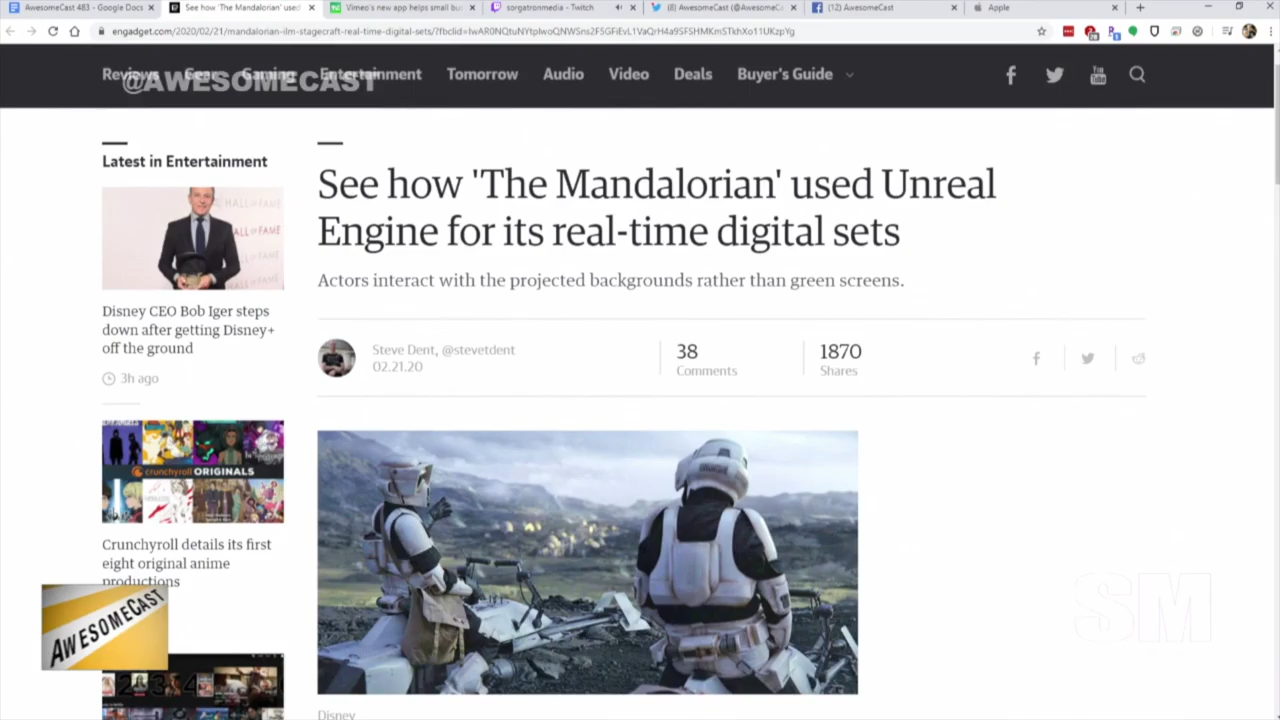 AwesomeCast 483 - Google Docs
See how 'The Mandalorian' used
Vimeo's new app helps small bus
sorgatronmedia - Twitch
(8) AwesomeCast (@AwesomeC
(12) AwesomeCast
Apple
engadget.com/2020/02/21/mandalorian-ilm-stagecraft-real-time-digital-sets/
Reviews Gear Gaming Entertainment Tomorrow Audio Video Deals Buyer's Guide
@AWESOMECAST
Latest in Entertainment
HALL OF FAME
ALL OF FAME
Disney CEO Bob Iger steps
down after getting Disney+
off the ground
3h ago
crunchyroll ORIGINALS
Crunchyroll details its first
eight original anime
productions
AWESOMECAST
See how 'The Mandalorian' used Unreal
Engine for its real-time digital sets
Actors interact with the projected backgrounds rather than green screens.
Steve Dent, @stevetdent
02.21.20
38
Comments
1870
Shares
SM
Disney